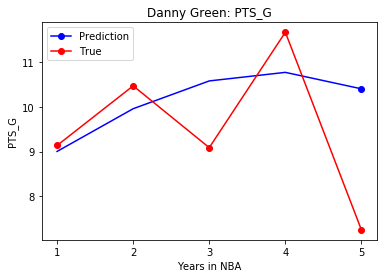 Danny Green: PTS_G
Prediction
True
PTS_G
11
10
9
8
1 2 3 4 5
Years in NBA